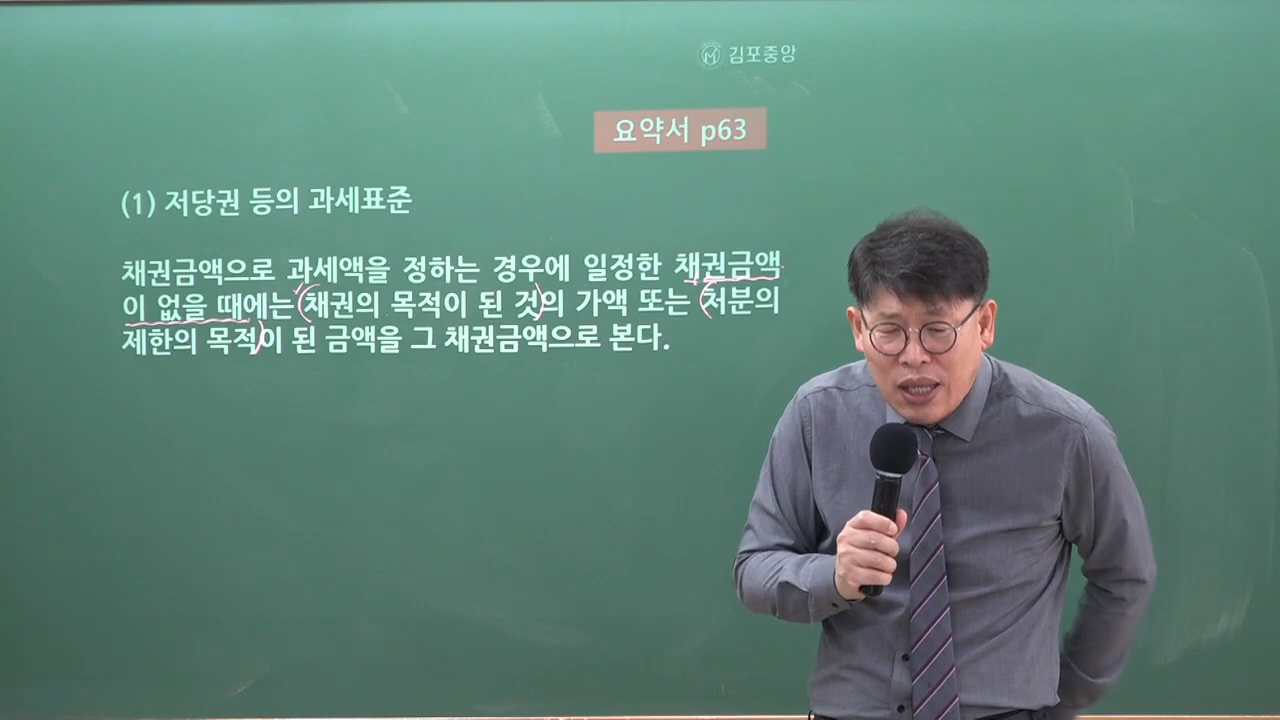 김포중앙
요약서 p63
(1) 저당권 등의 과세표준
채권금액으로 과세액을 정하는 경우에 일정한 채권금액
이 없을 때에는 채권의 목적이 된 것의 가액 또는 처분의
제한의 목적이 된 금액을 그 채권금액으로 본다.